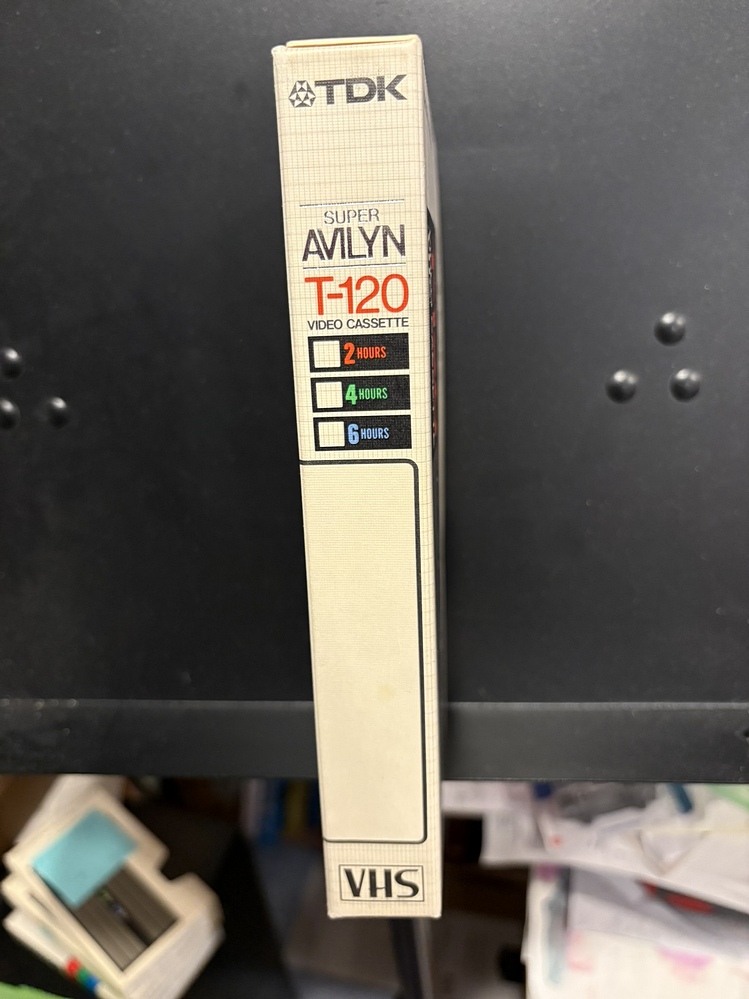 TDK
SUPER
AVILYN
T-120
VIDEO CASSETTE
2 HOURS
4 HOURS
6 HOURS
VHS